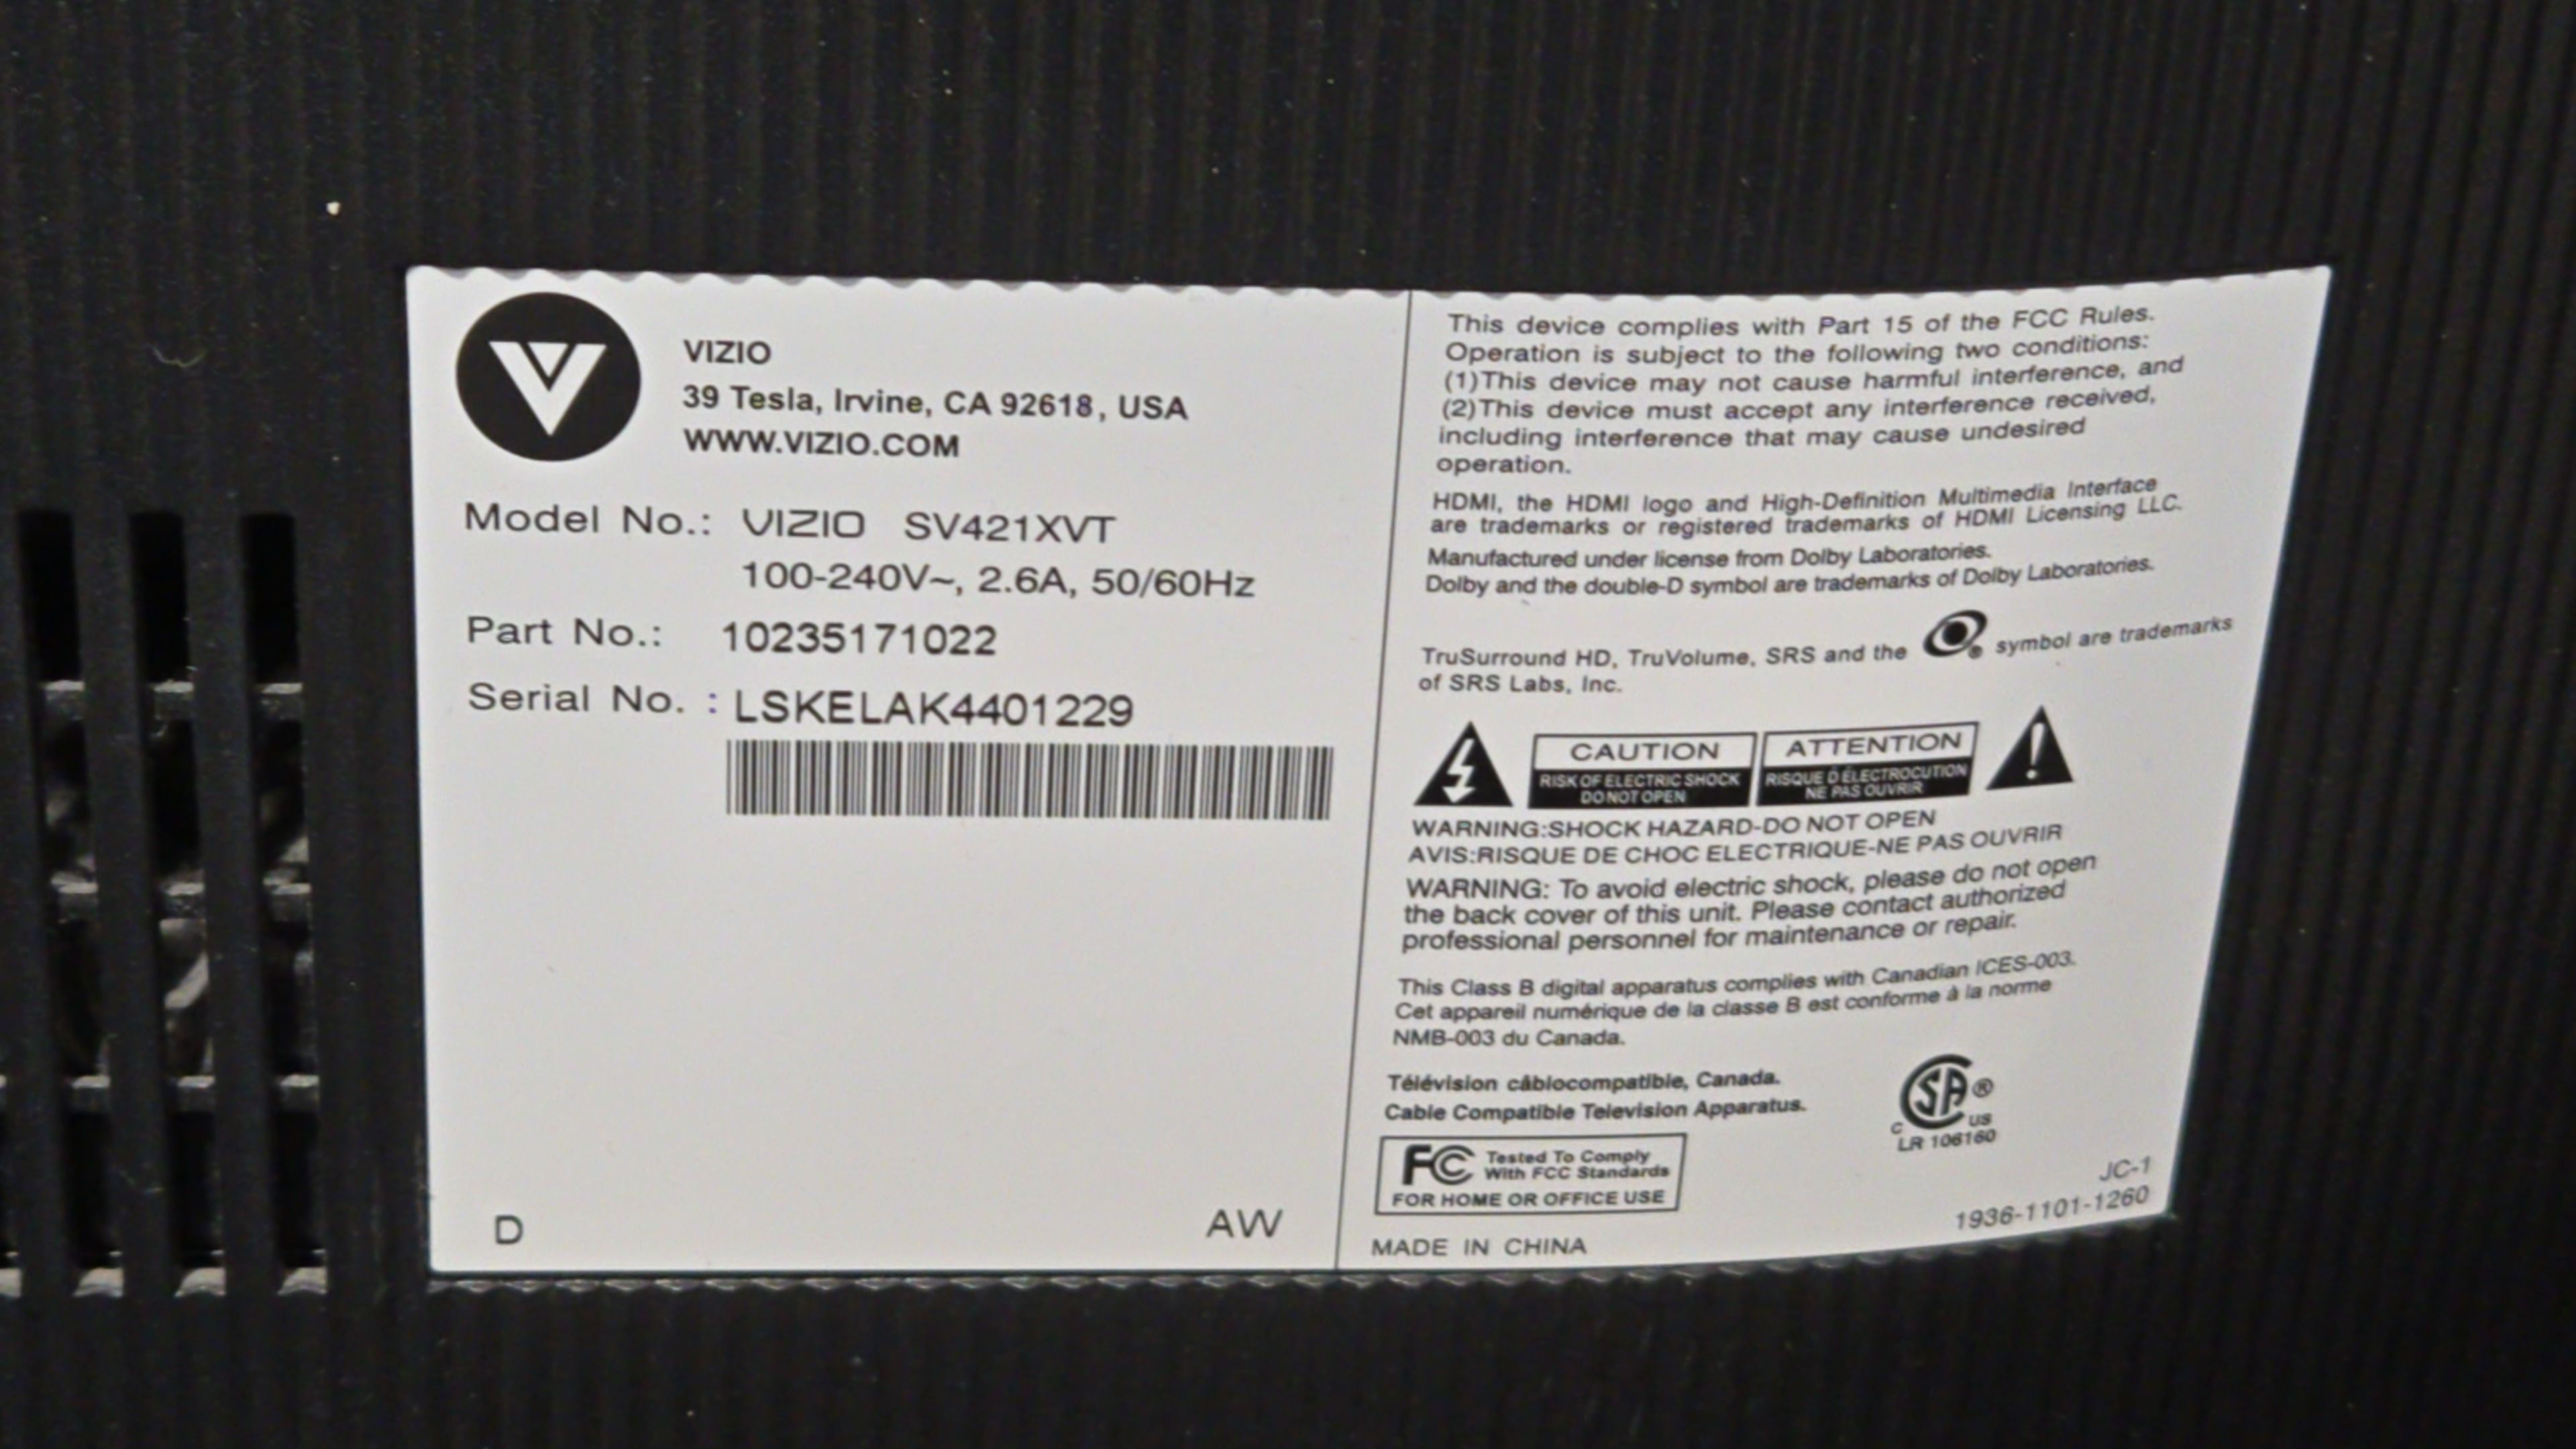 VIZIO
39 Tesla, Irvine, CA 92618, USA
WWW.VIZIO.COM
Model No.: VIZIO SV421XVT
100-240V~, 2.6A, 50/60Hz
Part No.: 10235171022
Serial No. : LSKELAK4401229
D
AW
This device complies with Part 15 of the FCC Rules.
Operation is subject to the following two conditions:
(1)This device may not cause harmful interference, and
(2)This device must accept any interference received,
including interference that may cause undesired
operation.
HDMI, the HDMI logo and High-Definition Multimedia Interface
are trademarks or registered trademarks of HDMI Licensing LLC.
Manufactured under license from Dolby Laboratories.
Dolby and the double-D symbol are trademarks of Dolby Laboratories.
TruSurround HD, TruVolume, SRS and the ® symbol are trademarks
of SRS Labs, Inc.
CAUTION
RISK OF ELECTRIC SHOCK
DO NOT OPEN
ATTENTION
RISQUE D ÉLECTROCUTION
NE PAS OUVRIR
WARNING:SHOCK HAZARD-DO NOT OPEN
AVIS:RISQUE DE CHOC ELECTRIQUE-NE PAS OUVRIR
WARNING: To avoid electric shock, please do not open
the back cover of this unit. Please contact authorized
professional personnel for maintenance or repair.
This Class B digital apparatus complies with Canadian ICES-003.
Cet appareil numérique de la classe B est conforme à la norme
NMB-003 du Canada.
Télévision câblocompatible, Canada.
Cable Compatible Television Apparatus.
FC Tested To Comply
With FCC Standards
FOR HOME OR OFFICE USE
SA ®
C US
LR 106160
MADE IN CHINA
JC-1
1936-1101-1260